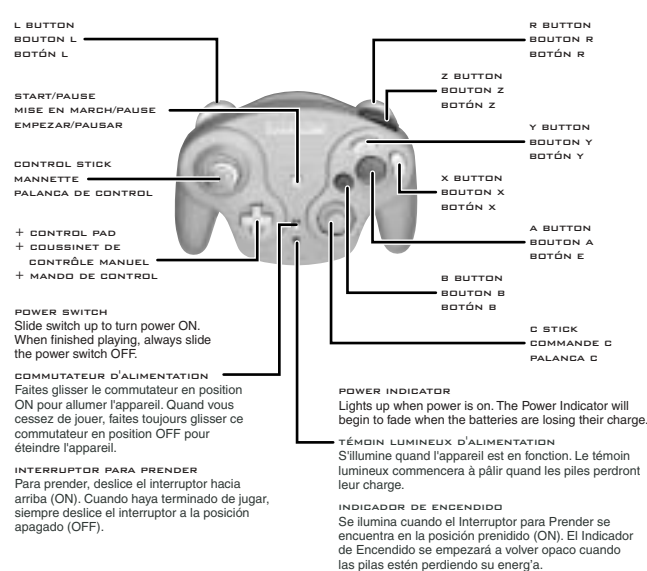 L BUTTON
BOUTON L
BOTÓN L
START/PAUSE
MISE EN MARCH/PAUSE
EMPEZAR/PAUSAR
CONTROL STICK
MANNETTE
PALANCA DE CONTROL
+ CONTROL PAD
+ COUSSINET DE
CONTRÔLE MANUEL
+ MANDO DE CONTROL
POWER SWITCH
Slide switch up to turn power ON.
When finished playing, always slide
the power switch OFF.
COMMUTATEUR D'ALIMENTATION
Faites glisser le commutateur en position
ON pour allumer l'appareil. Quand vous
cessez de jouer, faites toujours glisser ce
commutateur en position OFF pour
éteindre l'appareil.
INTERRUPTOR PARA PRENDER
Para prender, deslice el interruptor hacia
arriba (ON). Cuando haya terminado de jugar,
siempre deslice el interruptor a la posición
apagado (OFF).
R BUTTON
BOUTON R
BOTÓN R
Z BUTTON
BOUTON Z
BOTÓN Z
Y BUTTON
BOUTON Y
BOTÓN Y
X BUTTON
BOUTON X
BOTÓN X
A BUTTON
BOUTON A
BOTÓN E
B BUTTON
BOUTON B
BOTÓN B
C STICK
COMMANDE C
PALANCA C
POWER INDICATOR
Lights up when power is on. The Power Indicator will
begin to fade when the batteries are losing their charge.
TÉMOIN LUMINEUX D'ALIMENTATION
S'illumine quand l'appareil est en fonction. Le témoin
lumineux commencera à pâlir quand les piles perdront
leur charge.
INDICADOR DE ENCENDIDO
Se ilumina cuando el Interruptor para Prender se
encuentra en la posición prenidido (ON). El Indicador
de Encendido se empezará a volver opaco cuando
las pilas estén perdiendo su energ'a.